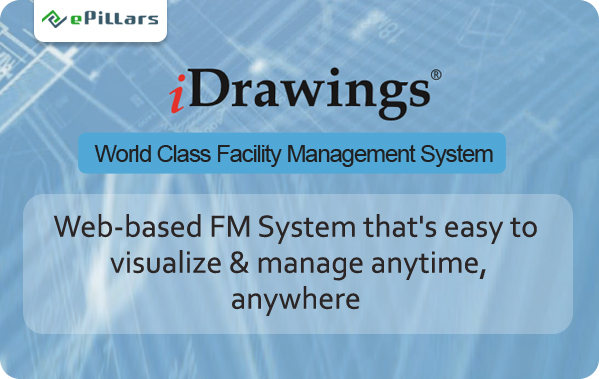 ePillars
iDrawings®
World Class Facility Management System
Web-based FM System that's easy to
visualize & manage anytime,
anywhere